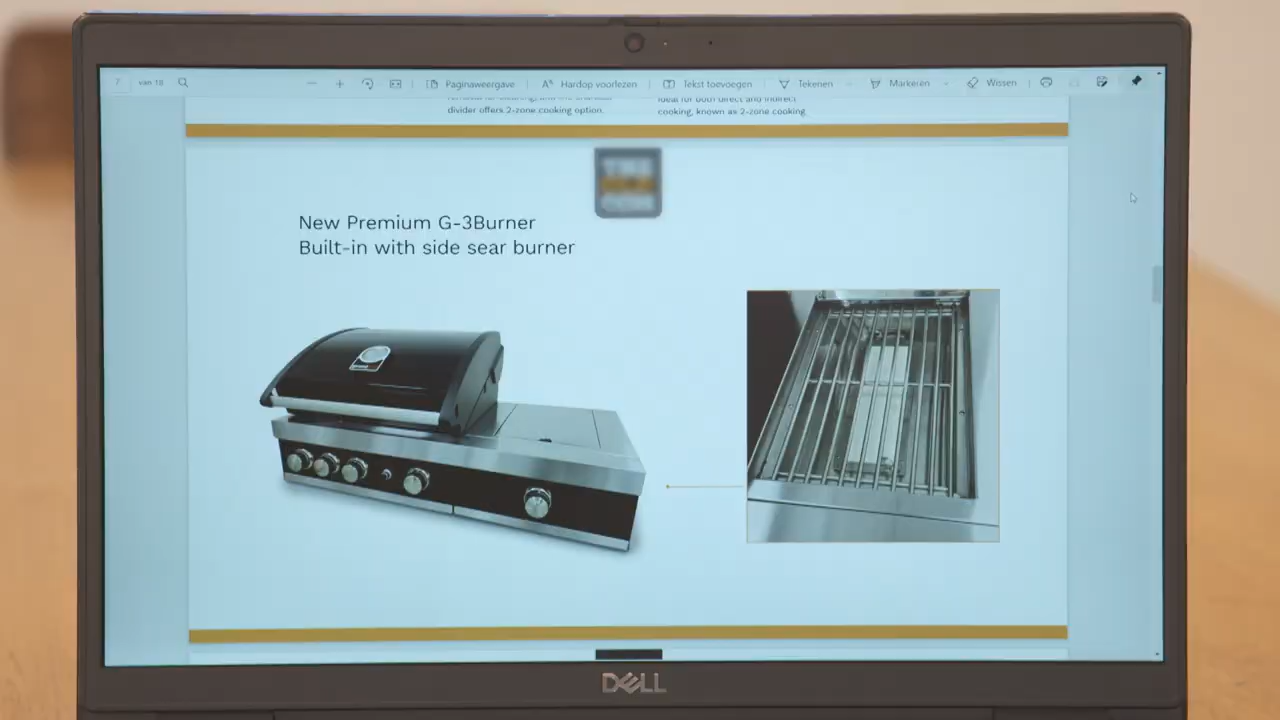 7 van 18 Paginaweergave Hardop voorlezen Tekst toevoegen Tekenen Markeren Wissen
divider offers 2-zone cooking option.
ideal for both direct and indirect
cooking, known as 2-zone cooking.
New Premium G-3Burner
Built-in with side sear burner
DELL